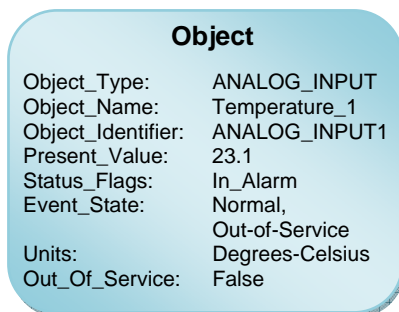 Object
Object_Type: ANALOG_INPUT
Object_Name: Temperature_1
Object_Identifier: ANALOG_INPUT1
Present_Value: 23.1
Status_Flags: In_Alarm
Event_State: Normal,
Out-of-Service
Units: Degrees-Celsius
Out_Of_Service: False